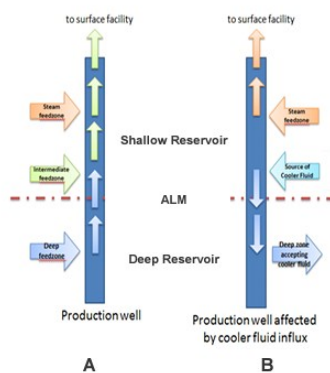 to surface facility
to surface facility
Steam
feedzone
Steam
feedzone
Shallow Reservoir
Intermediate
feedzone
Source of
Cooler Fluid
ALM
Deep
feedzone
Deep Reservoir
Deep zone
accepting
cooler fluid
Production well
Production well affected
by cooler fluid influx
A
B